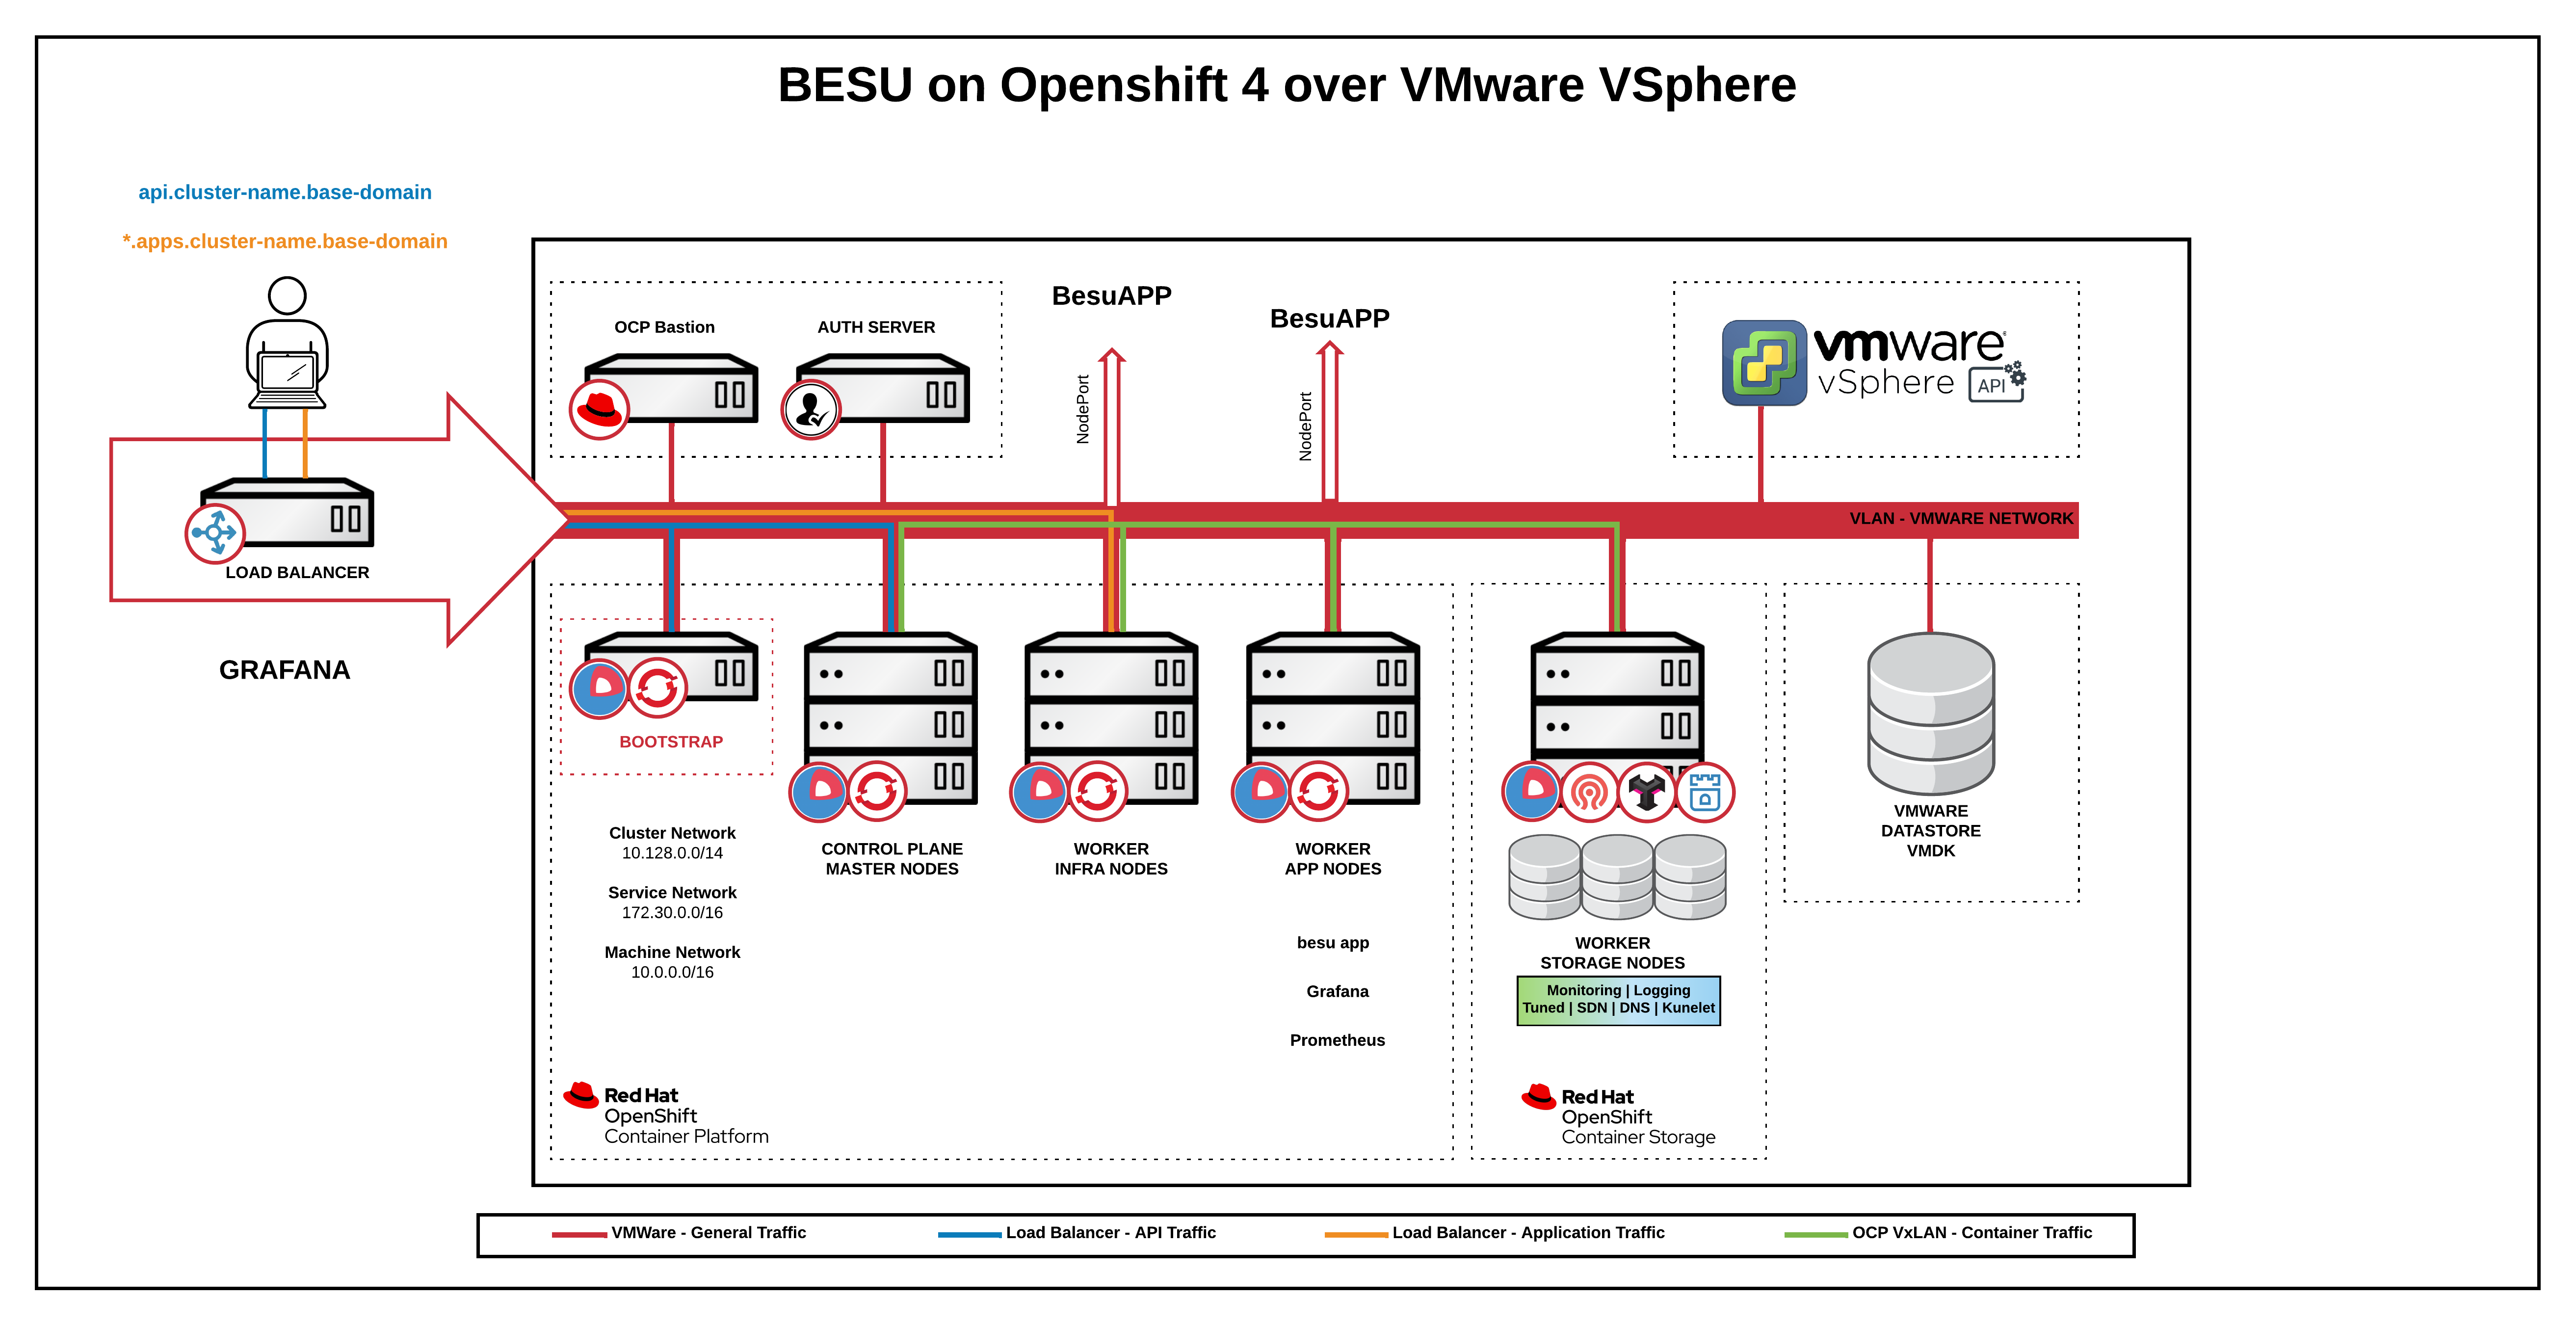 BESU on Openshift 4 over VMware VSphere
api.cluster-name.base-domain
*.apps.cluster-name.base-domain
LOAD BALANCER
GRAFANA
OCP Bastion
AUTH SERVER
BesuAPP
NodePort
BesuAPP
NodePort
vmware
vSphere
API
VLAN - VMWARE NETWORK
BOOTSTRAP
Cluster Network
10.128.0.0/14
Service Network
172.30.0.0/16
Machine Network
10.0.0.0/16
CONTROL PLANE
MASTER NODES
WORKER
INFRA NODES
WORKER
APP NODES
besu app
Grafana
Prometheus
WORKER
STORAGE NODES
Monitoring | Logging
Tuned | SDN | DNS | Kunelet
VMWARE
DATASTORE
VMDK
Red Hat
OpenShift
Container Platform
Red Hat
OpenShift
Container Storage
VMWare - General Traffic
Load Balancer - API Traffic
Load Balancer - Application Traffic
OCP VxLAN - Container Traffic